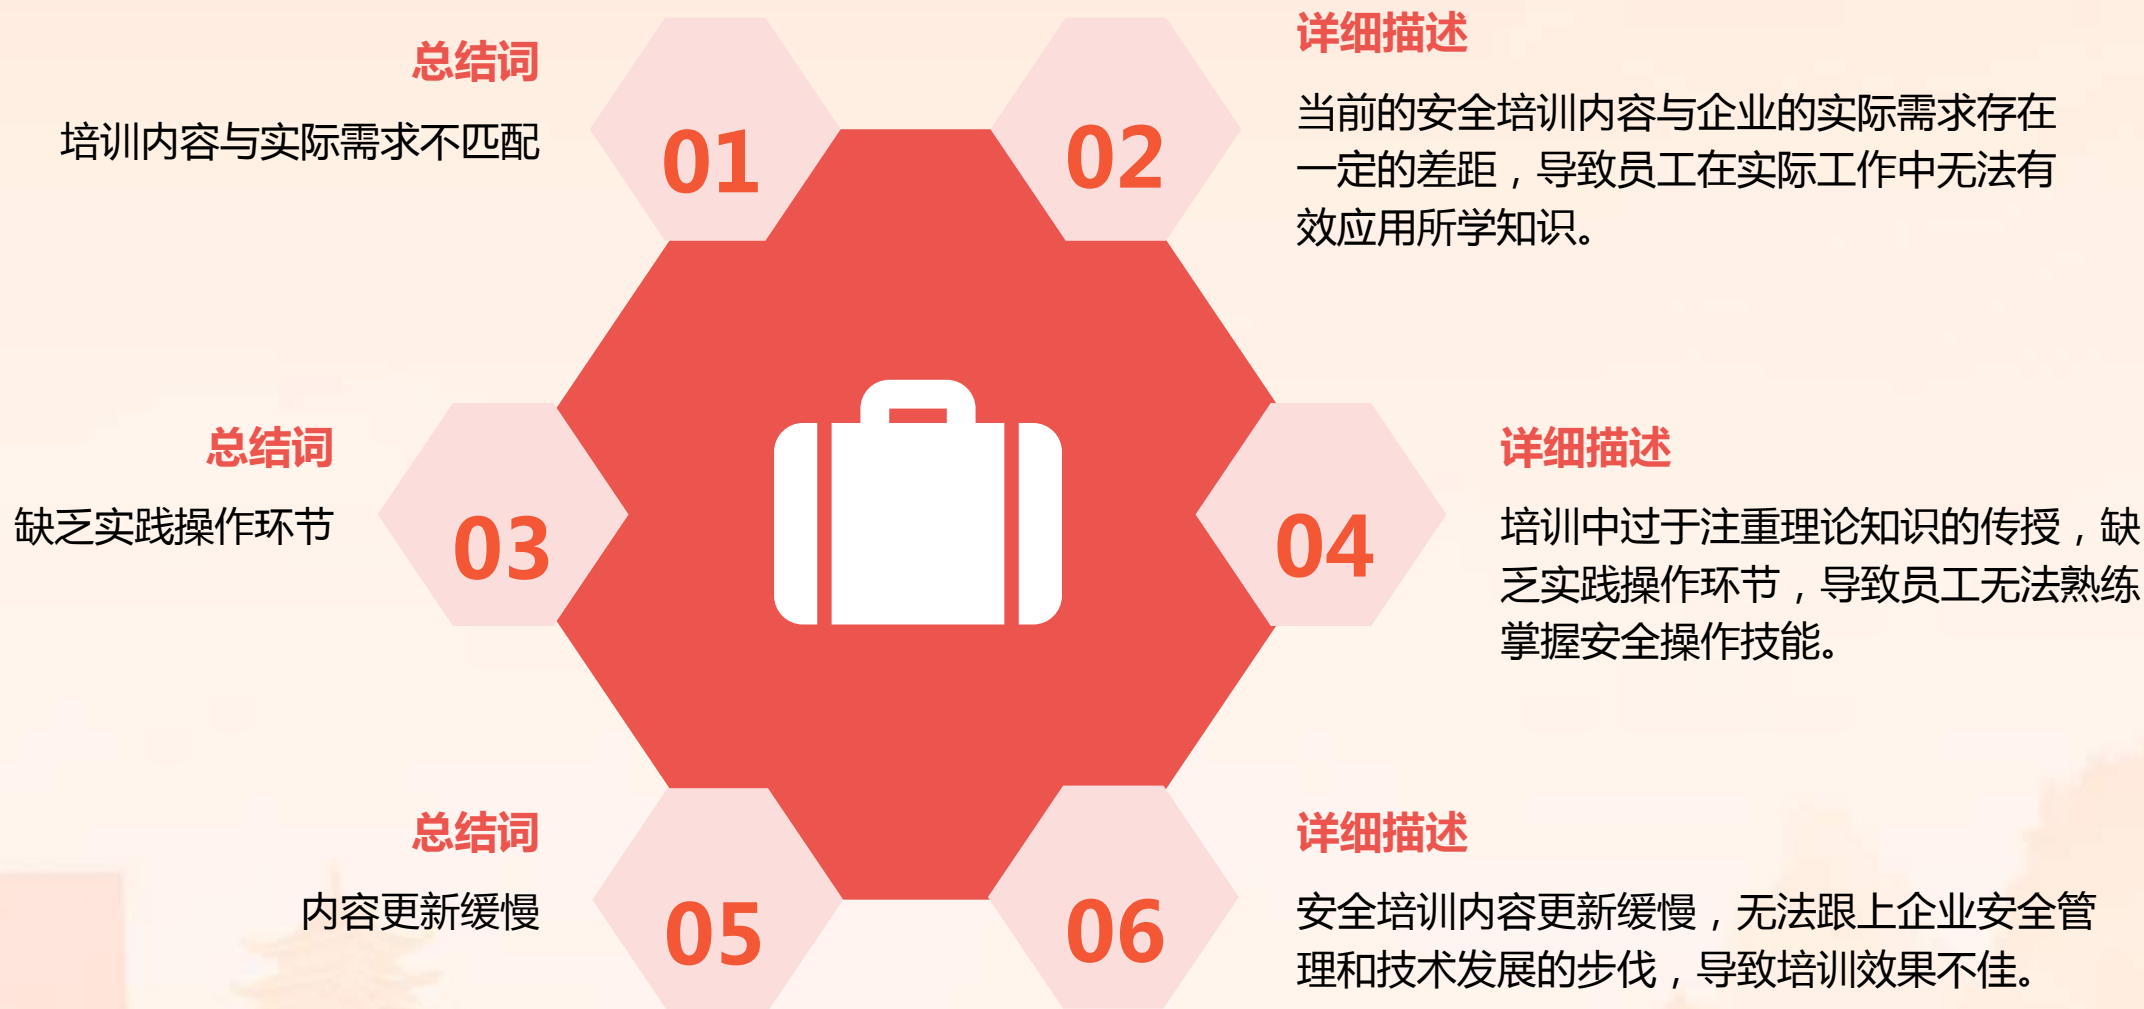 总结词
培训内容与实际需求不匹配
01
02
详细描述
当前的安全培训内容与企业的实际需求存在
一定的差距，导致员工在实际工作中无法有
效应用所学知识。
总结词
缺乏实践操作环节
03
04
详细描述
培训中过于注重理论知识的传授，缺
乏实践操作环节，导致员工无法熟练
掌握安全操作技能。
总结词
内容更新缓慢
05
06
详细描述
安全培训内容更新缓慢，无法跟上企业安全管
理和技术发展的步伐，导致培训效果不佳。